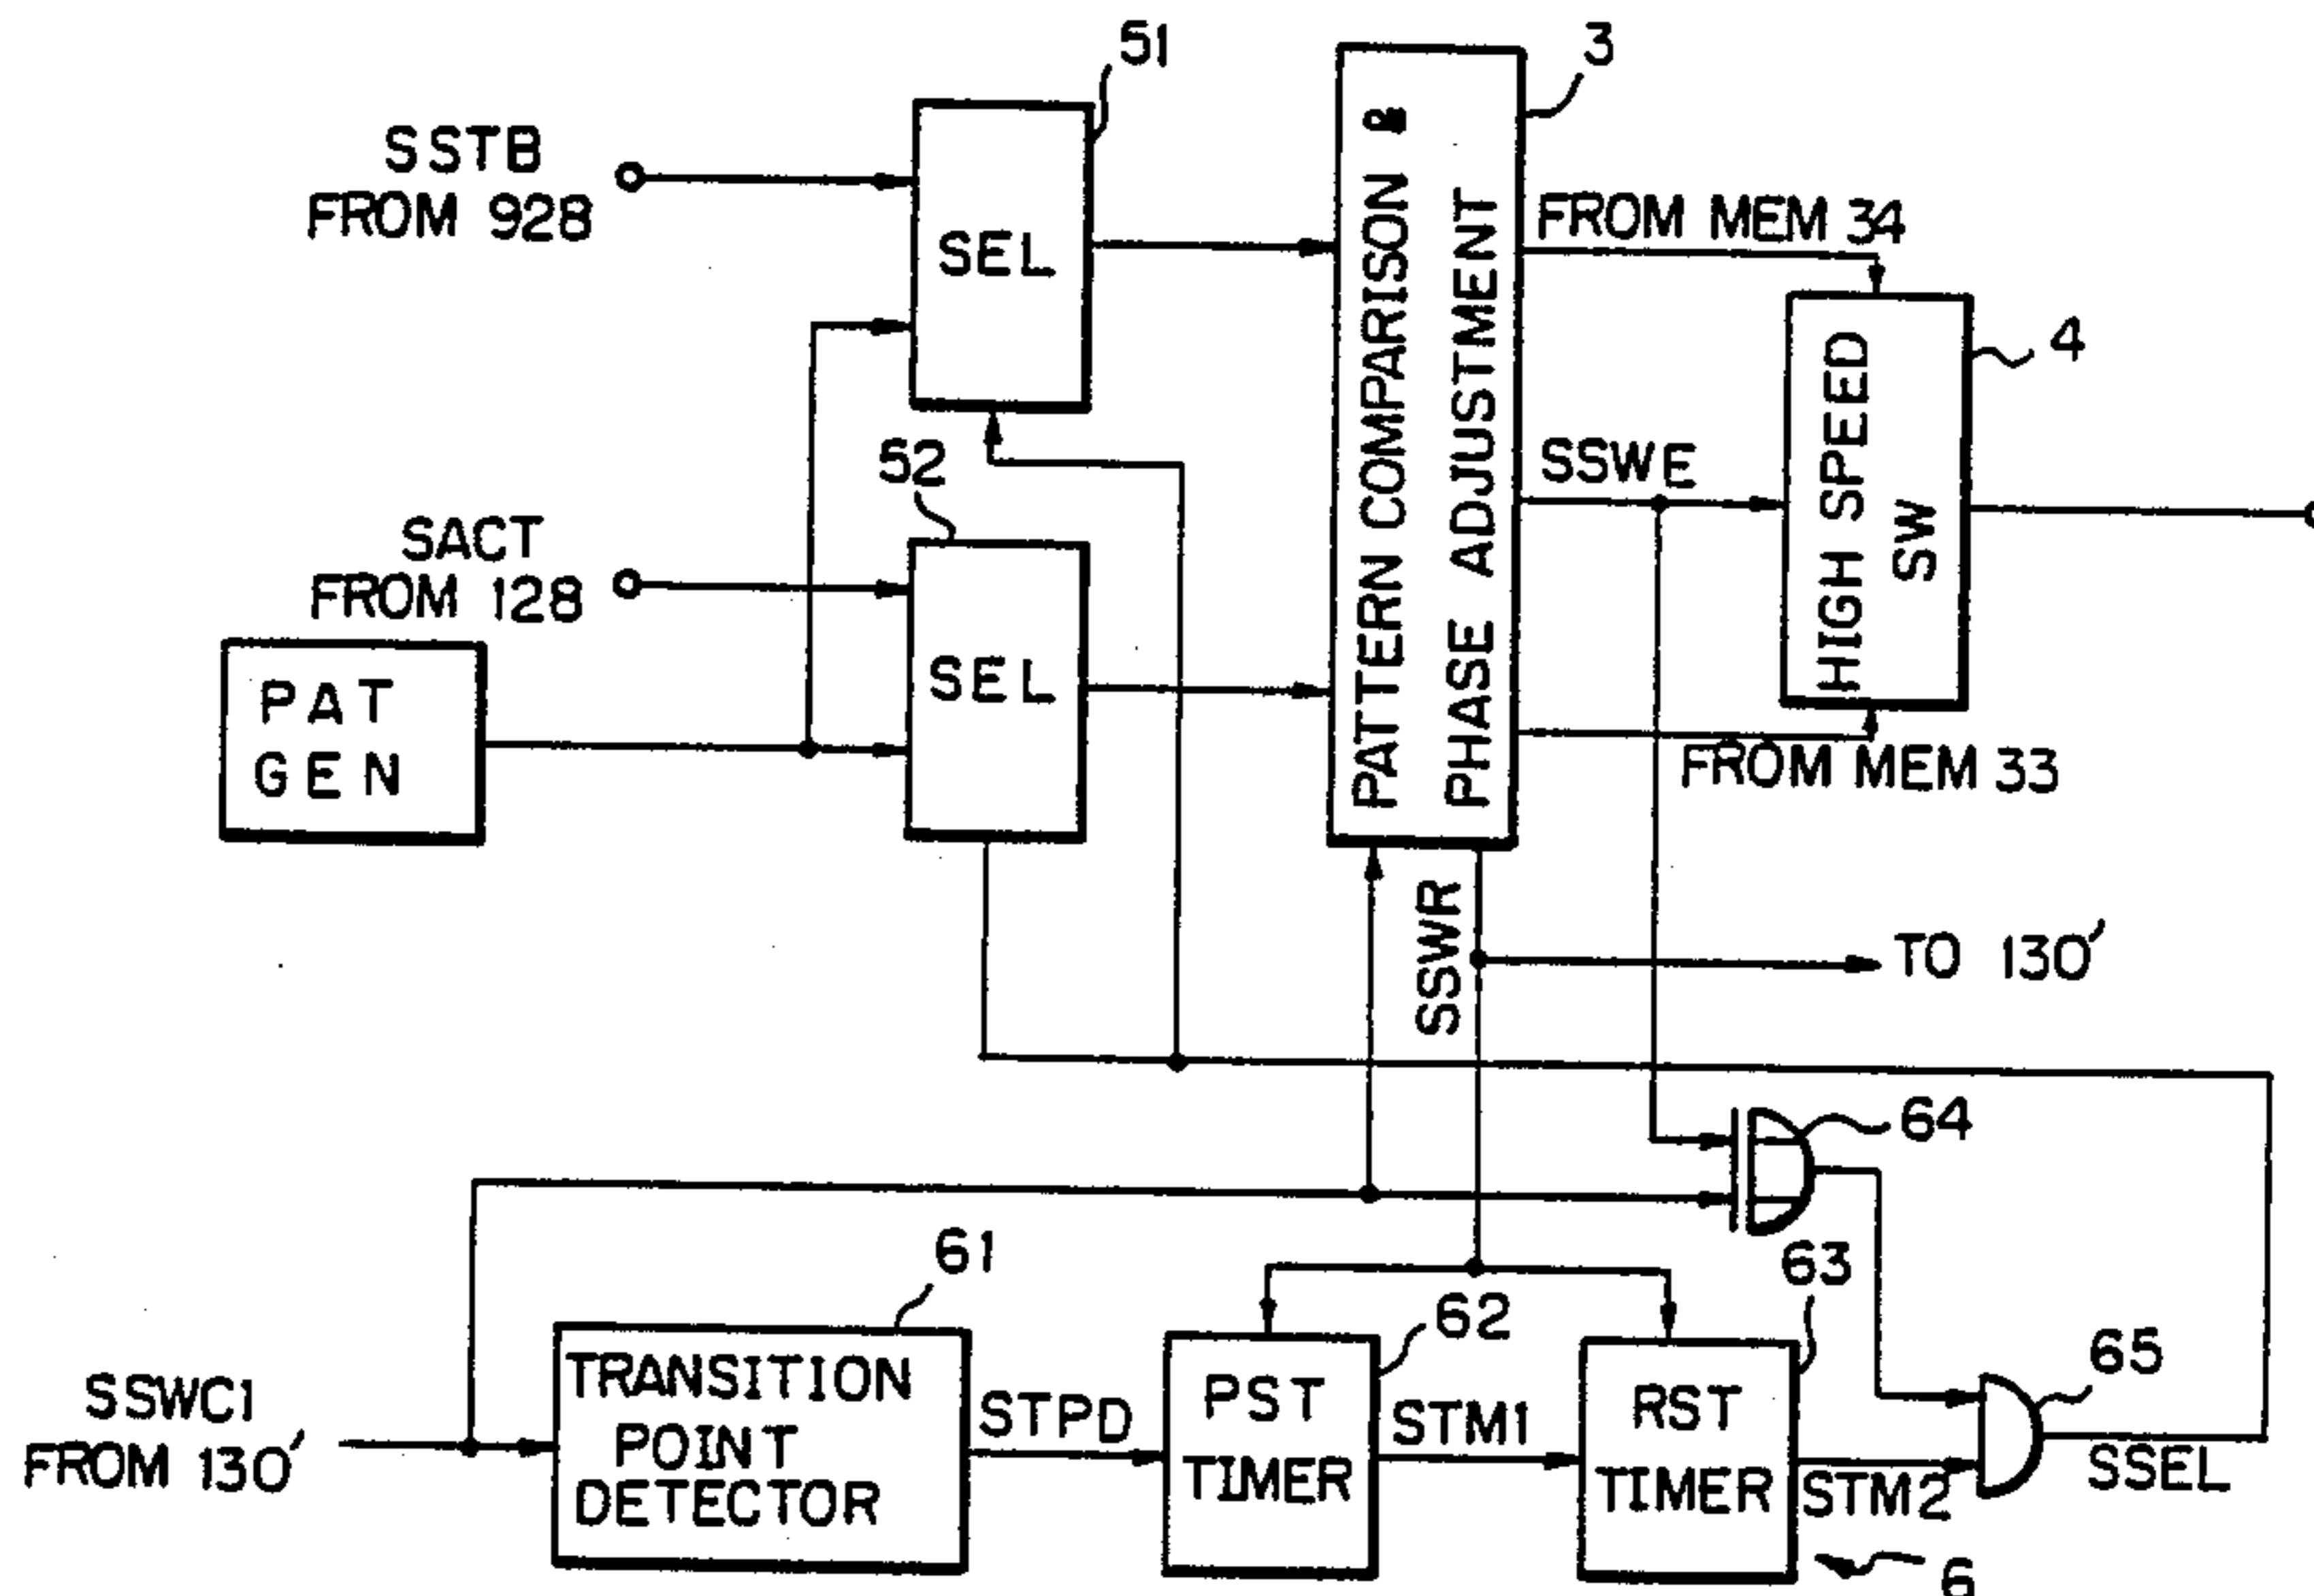 51
3
SSTB
FROM 928
SEL
PATTERN COMPARISON &
PHASE ADJUSTMENT
FROM MEM 34
4
HIGH SPEED
SW
52
SSWE
SACT
FROM 128
SEL
PAT
GEN
FROM MEM 33
SSWR
TO 130'
64
61
63
62
65
SSWC1
FROM 130'
TRANSITION
POINT
DETECTOR
STPD
PST
TIMER
STM1
RST
TIMER
STM2
SSEL
6